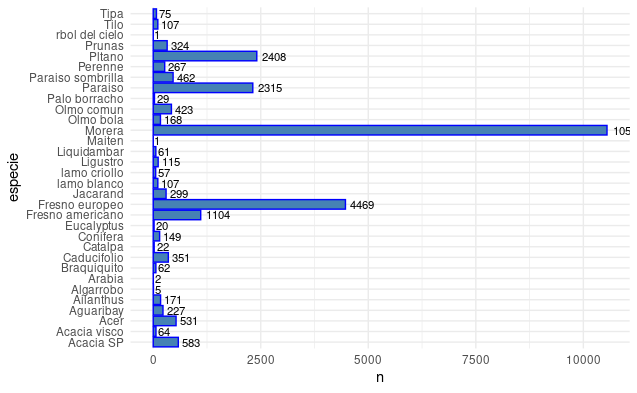 Tipa 75
Tilo 107
rbol del cielo 1
Prunas 324
Pltano 2408
Perenne 267
Paraiso sombrilla 462
Paraiso 2315
Palo borracho 29
Olmo comun 423
Olmo bola 168
Morera 105
Maiten 1
Liquidambar 61
Ligustro 115
lamo criollo 57
lamo blanco 107
Jacarand 299
Fresno europeo 4469
Fresno americano 1104
Eucalyptus 20
Conifera 149
Catalpa 22
Caducifolio 351
Braquiquito 62
Arabia 2
Algarrobo 5
Ailanthus 171
Aguaribay 227
Acer 531
Acacia visco 64
Acacia SP 583
especie
0 2500 5000 7500 10000
n